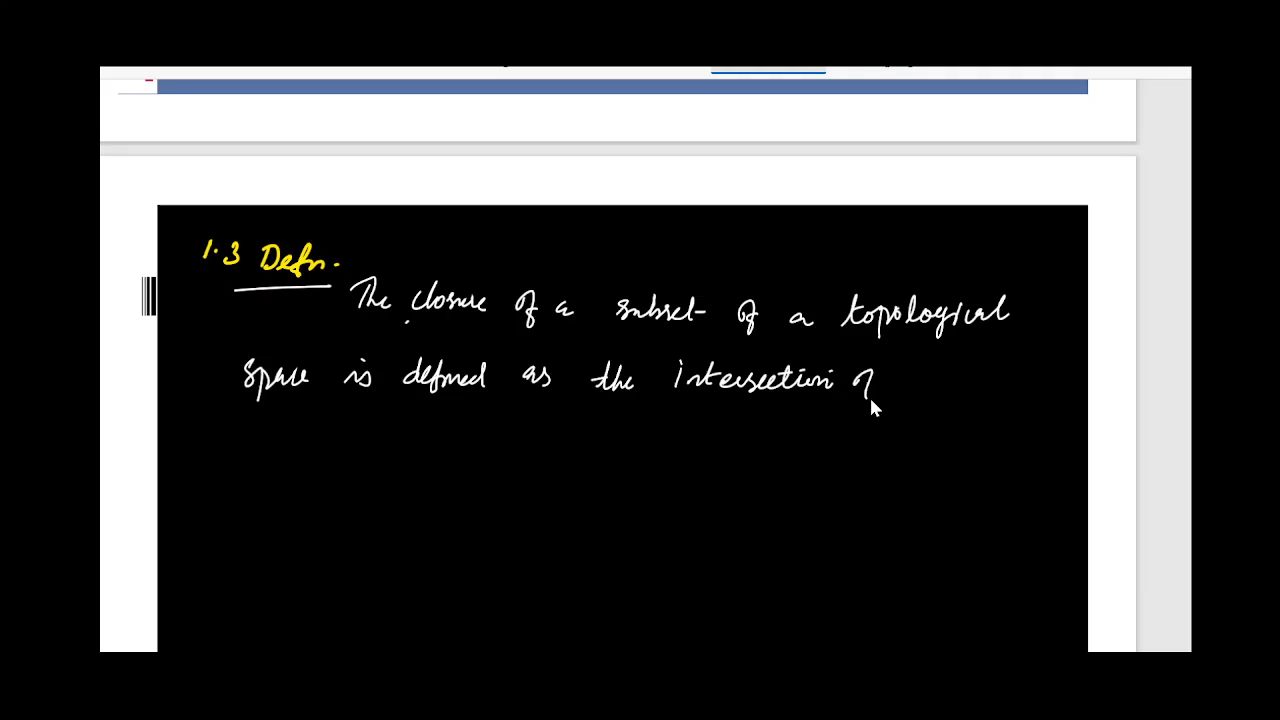 1.3 Defn.
The closure of a subset of a topological
space is defined as the intersection of